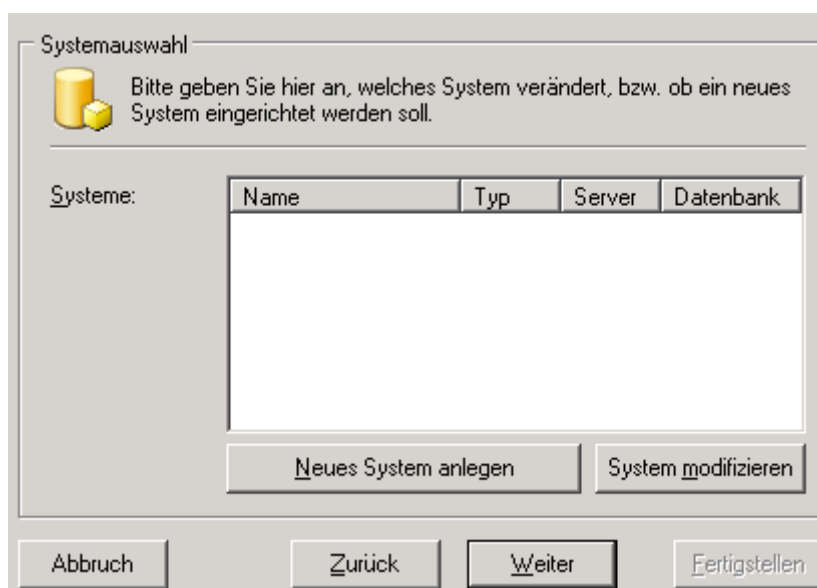 Systemauswahl
Bitte geben Sie hier an, welches System verändert, bzw. ob ein neues
System eingerichtet werden soll.
Systeme:
Name Typ Server Datenbank
Neues System anlegen System modifizieren
Abbruch Zurück Weiter Fertigstellen